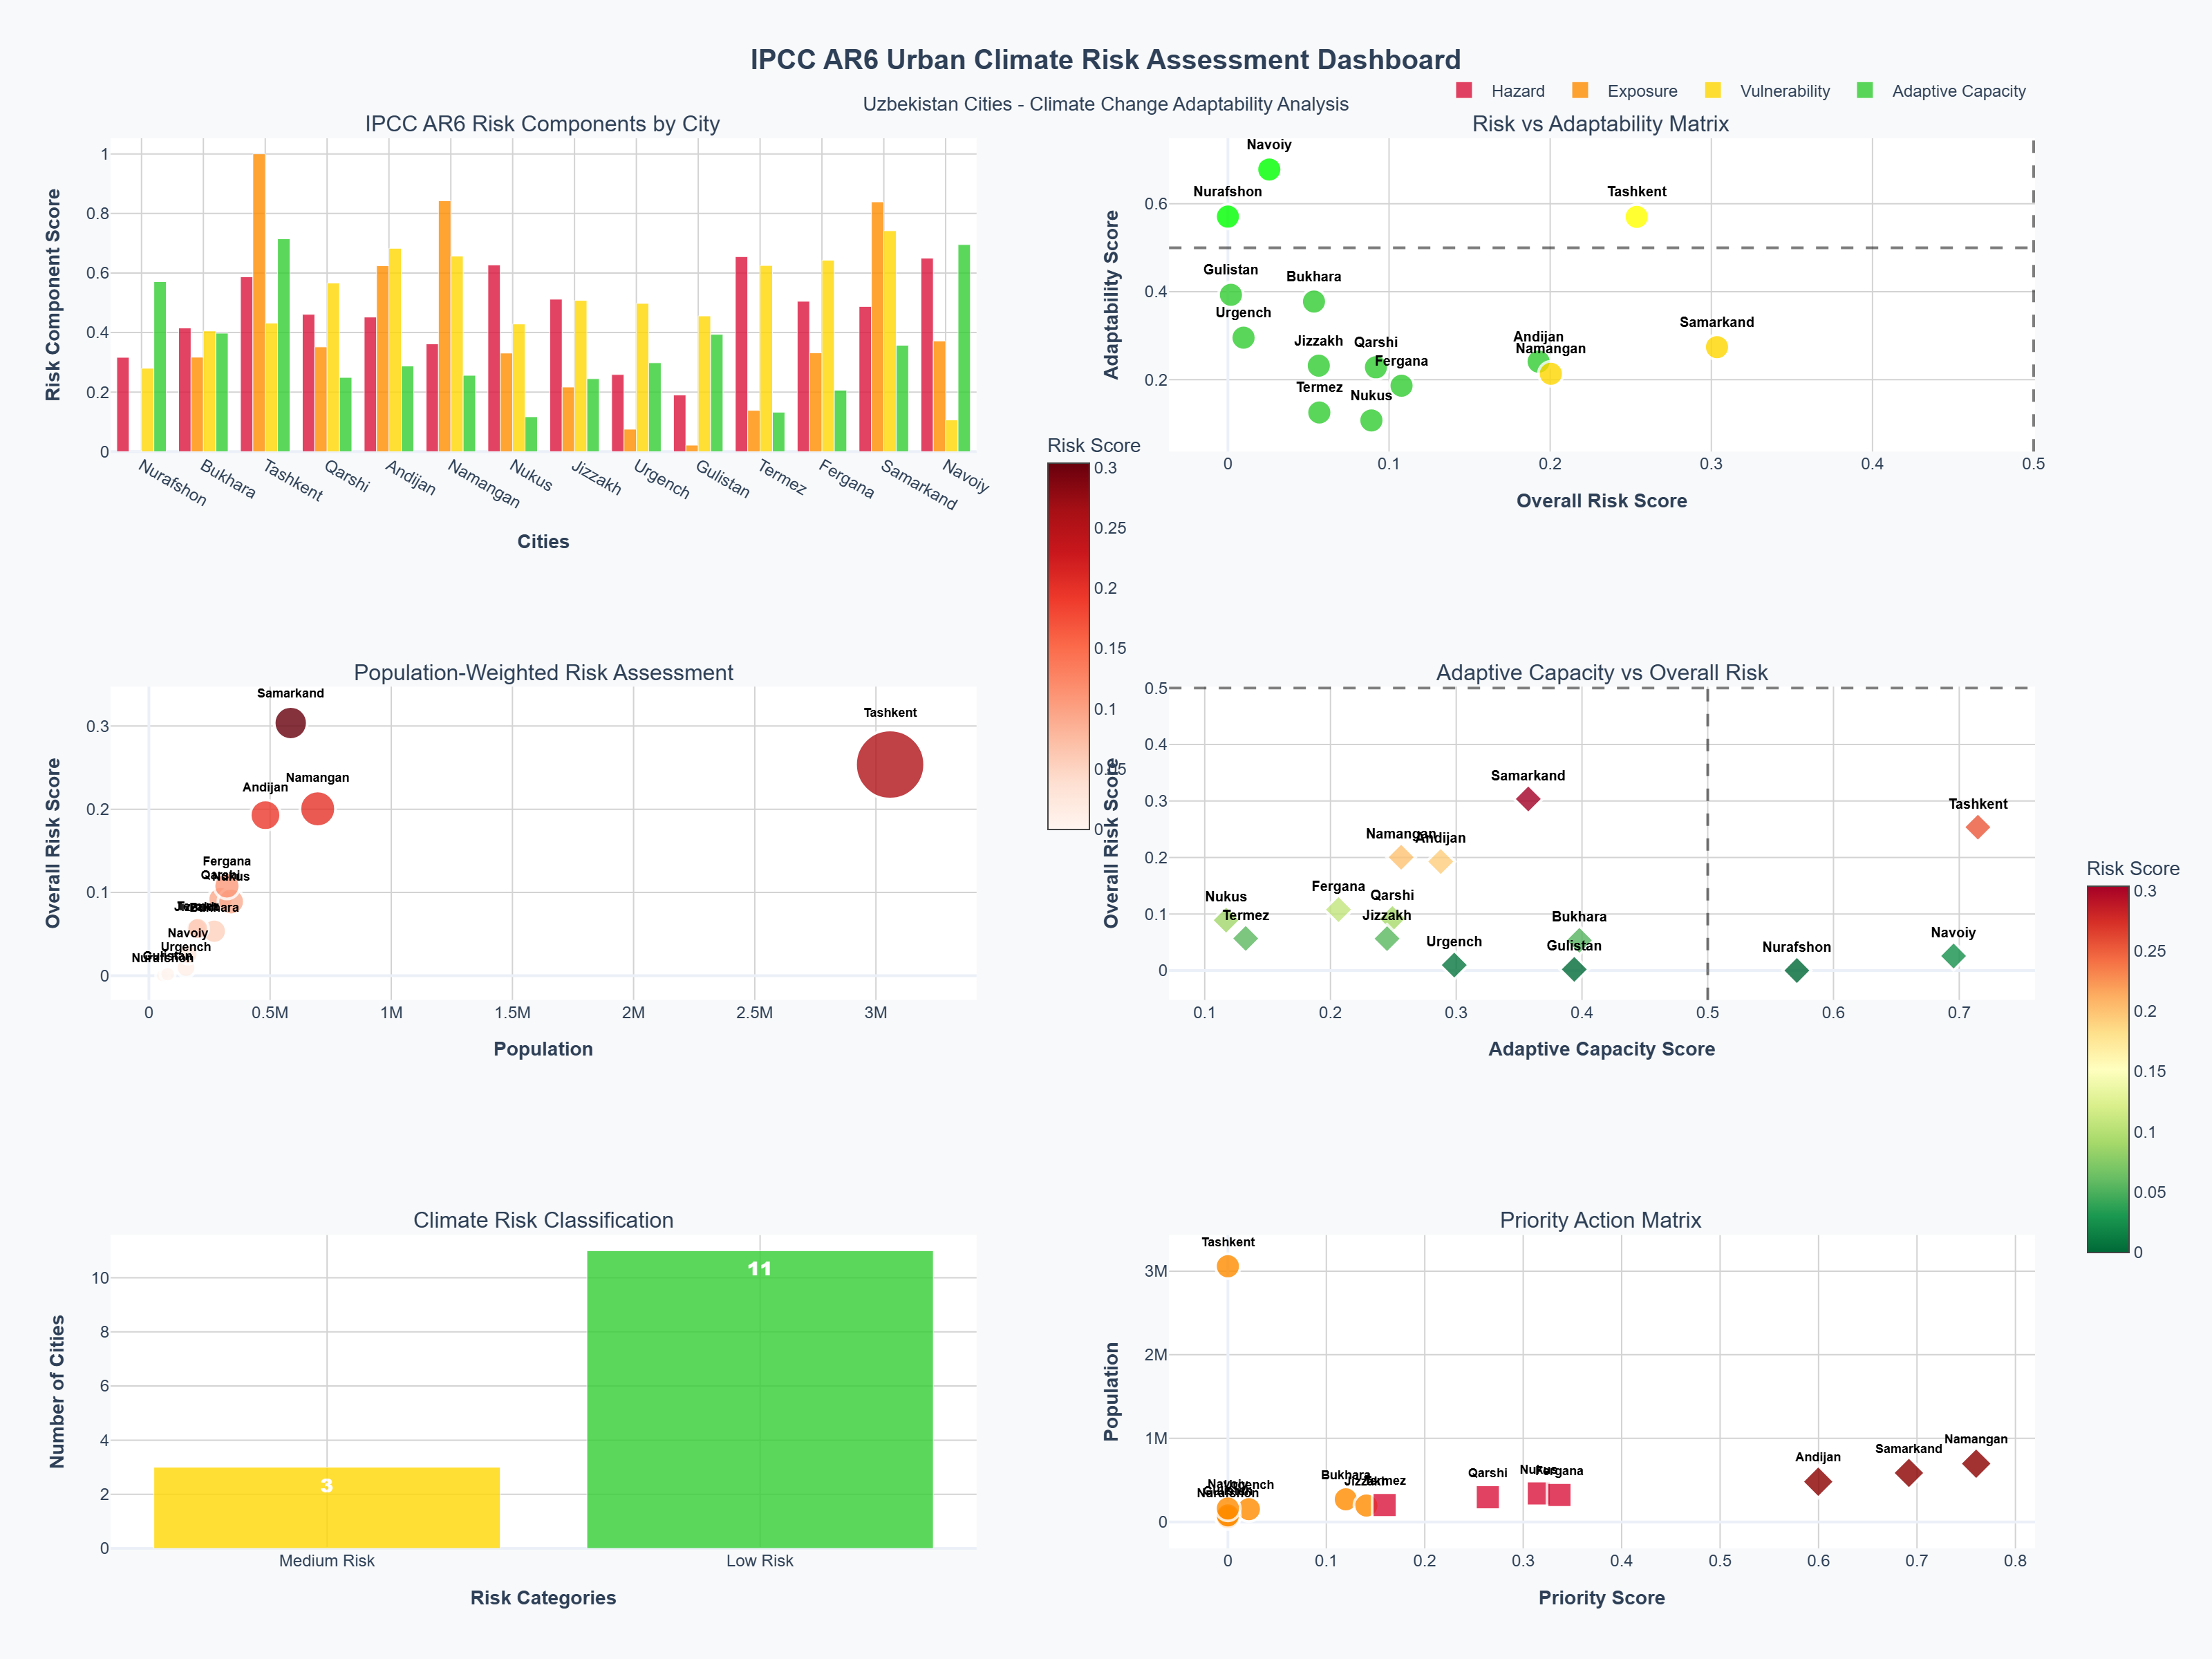 IPCC AR6 Urban Climate Risk Assessment Dashboard
Uzbekistan Cities - Climate Change Adaptability Analysis
Hazard
Exposure
Vulnerability
Adaptive Capacity
IPCC AR6 Risk Components by City
Risk Component Score
1
0.8
0.6
0.4
0.2
0
Nurafshon
Bukhara
Tashkent
Qarshi
Andijan
Namangan
Nukus
Jizzakh
Urgench
Gulistan
Termez
Fergana
Samarkand
Navoiy
Cities
Risk vs Adaptability Matrix
Adaptability Score
0.6
0.4
0.2
Navoiy
Nurafshon
Tashkent
Gulistan
Bukhara
Urgench
Samarkand
Jizzakh
Qarshi
Andijan
Namangan
Fergana
Termez
Nukus
0
0.1
0.2
0.3
0.4
0.5
Overall Risk Score
Risk Score
0.3
0.25
0.2
0.15
0.1
0.05
0
Population-Weighted Risk Assessment
Overall Risk Score
0.3
0.2
0.1
0
Samarkand
Tashkent
Namangan
Andijan
Fergana
Qarshi
Nukus
Termez
Jizzakh
Bukhara
Navoiy
Urgench
Gulistan
Nurafshon
0
0.5M
1M
1.5M
2M
2.5M
3M
Population
Adaptive Capacity vs Overall Risk
Overall Risk Score
0.5
0.4
0.3
0.2
0.1
0
Samarkand
Tashkent
Namangan
Andijan
Nukus
Fergana
Qarshi
Termez
Jizzakh
Bukhara
Urgench
Gulistan
Nurafshon
Navoiy
0.1
0.2
0.3
0.4
0.5
0.6
0.7
Adaptive Capacity Score
Risk Score
0.3
0.25
0.2
0.15
0.1
0.05
0
Climate Risk Classification
Number of Cities
10
8
6
4
2
0
3
11
Medium Risk
Low Risk
Risk Categories
Priority Action Matrix
Population
3M
2M
1M
0
Tashkent
Namangan
Samarkand
Andijan
Qarshi
Nukus
Fergana
Bukhara
Jizzakh
Termez
Navoiy
Urgench
Gulistan
Nurafshon
0
0.1
0.2
0.3
0.4
0.5
0.6
0.7
0.8
Priority Score